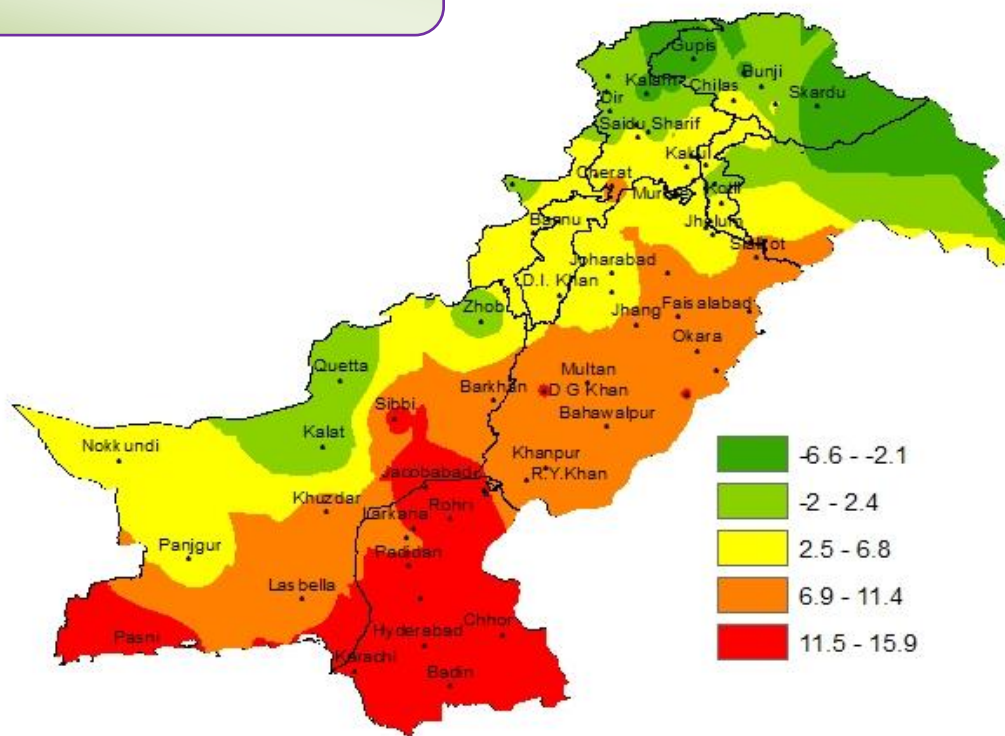 Gupis
Kalam
Chilas
Bunji
Skardu
Dir
Saidu Sharif
Kakul
Cherat
Kotli
Bannu
Jhelum
Sialkot
Joharabad
D.I. Khan
Zhob
Jhang
Faisalabad
Okara
Quetta
Multan
Barkhan
D G Khan
Sibbi
Bahawalpur
Nokkundi
Kalat
Khanpur
R.Y.Khan
Jacobabad
Khuzdar
Rohri
Larkana
Panjgur
Padidan
Lasbella
Pasni
Hyderabad
Chhor
Karachi
Badin
-6.6 - -2.1
-2 - 2.4
2.5 - 6.8
6.9 - 11.4
11.5 - 15.9